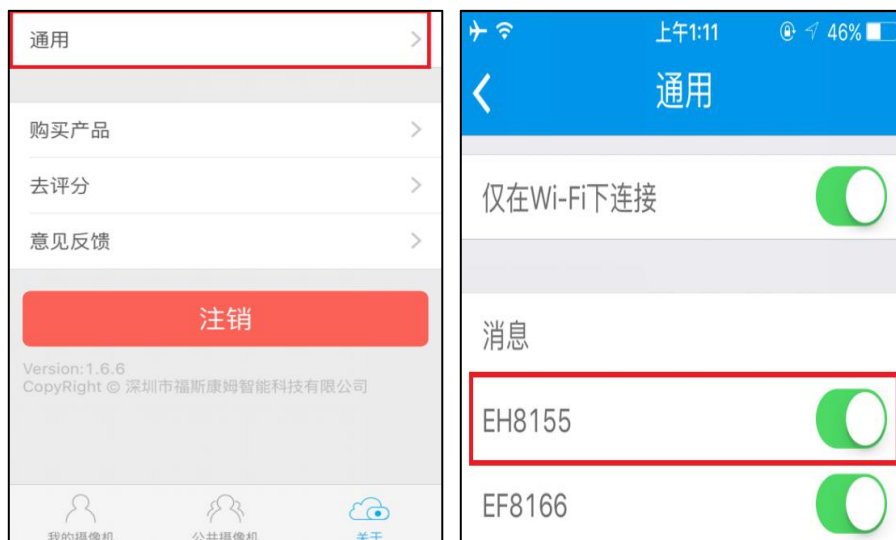 通用
购买产品
去评分
意见反馈
注销
Version:1.6.6
CopyRight © 深圳市福斯康姆智能科技有限公司
我的摄像机
公共摄像机
关于
上午1:11
46%
通用
仅在Wi-Fi下连接
消息
EH8155
EF8166